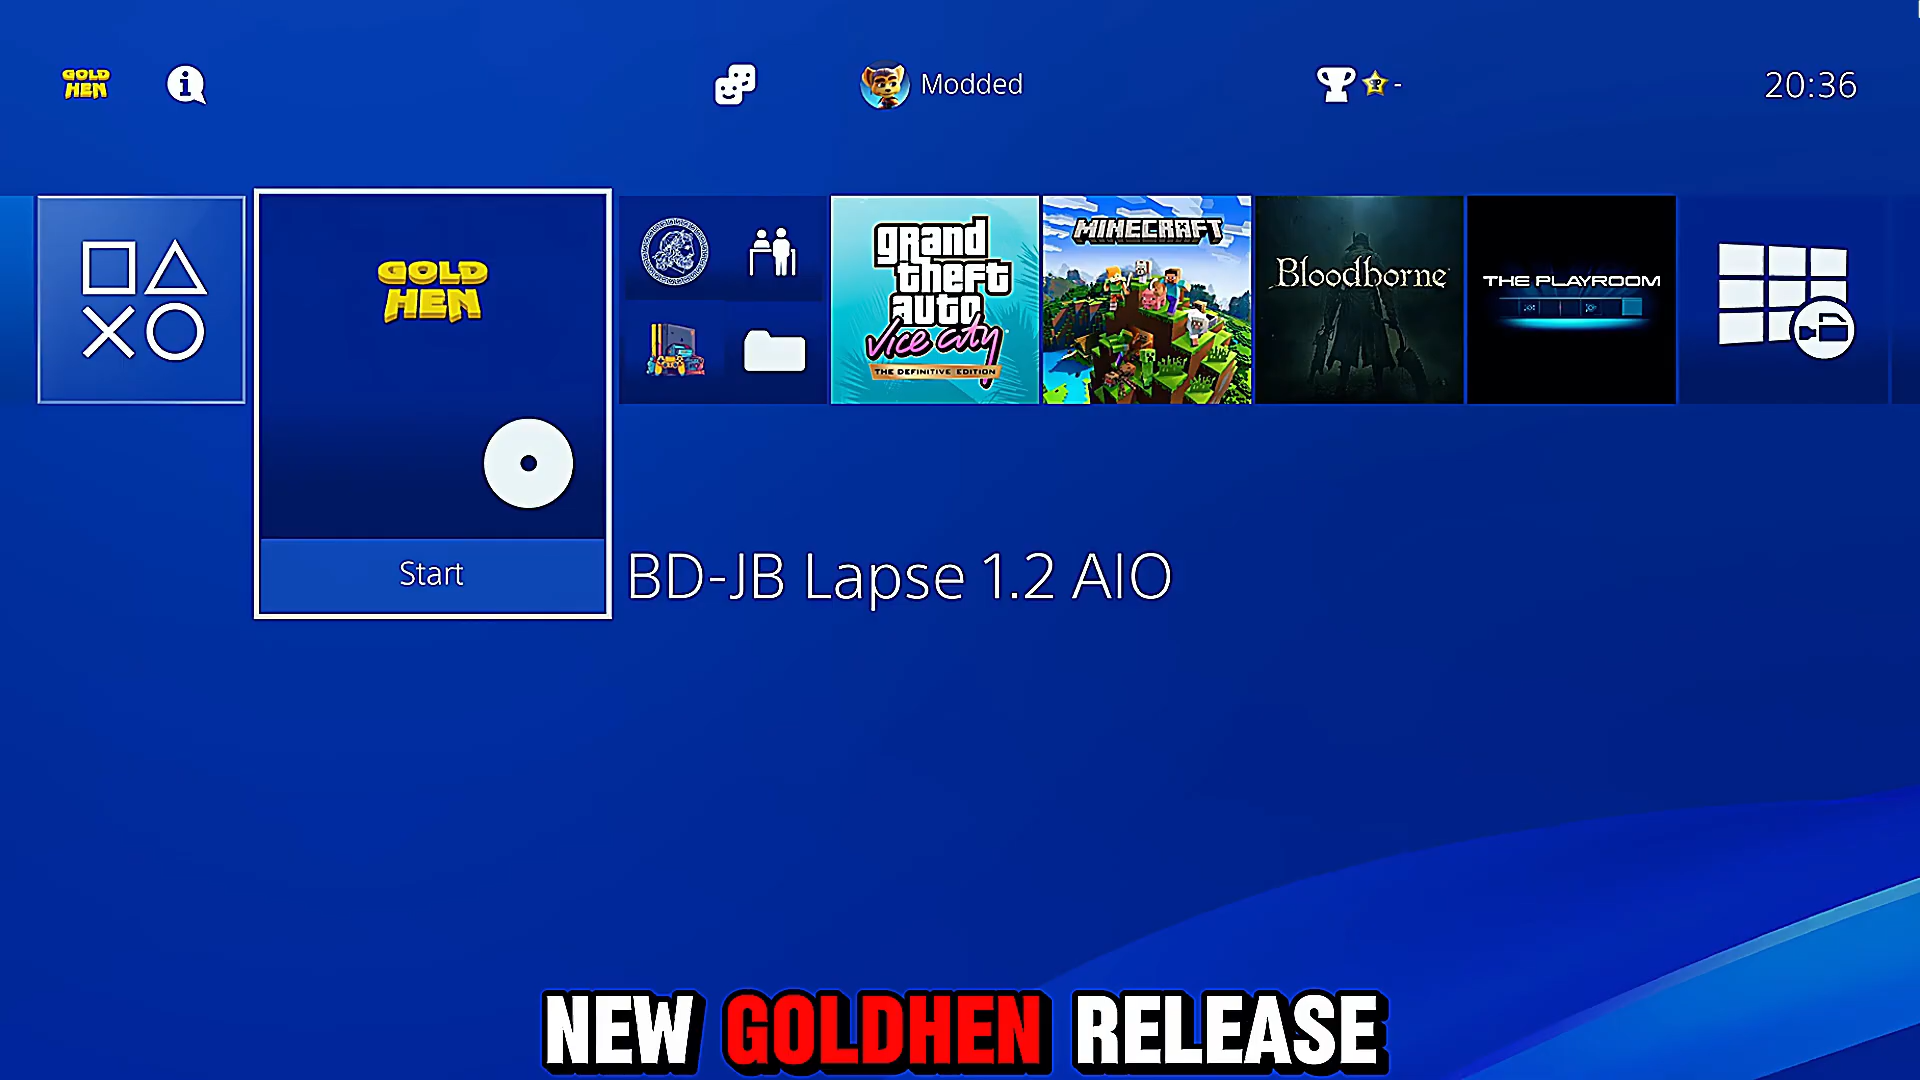 GOLD
HEN
Modded
-
20:36
GOLD
HEN
grand
theft
auto
vice city
THE DEFINITIVE EDITION
MINECRAFT
Bloodborne
THE PLAYROOM
Start
BD-JB Lapse 1.2 AIO
NEW GOLDHEN RELEASE